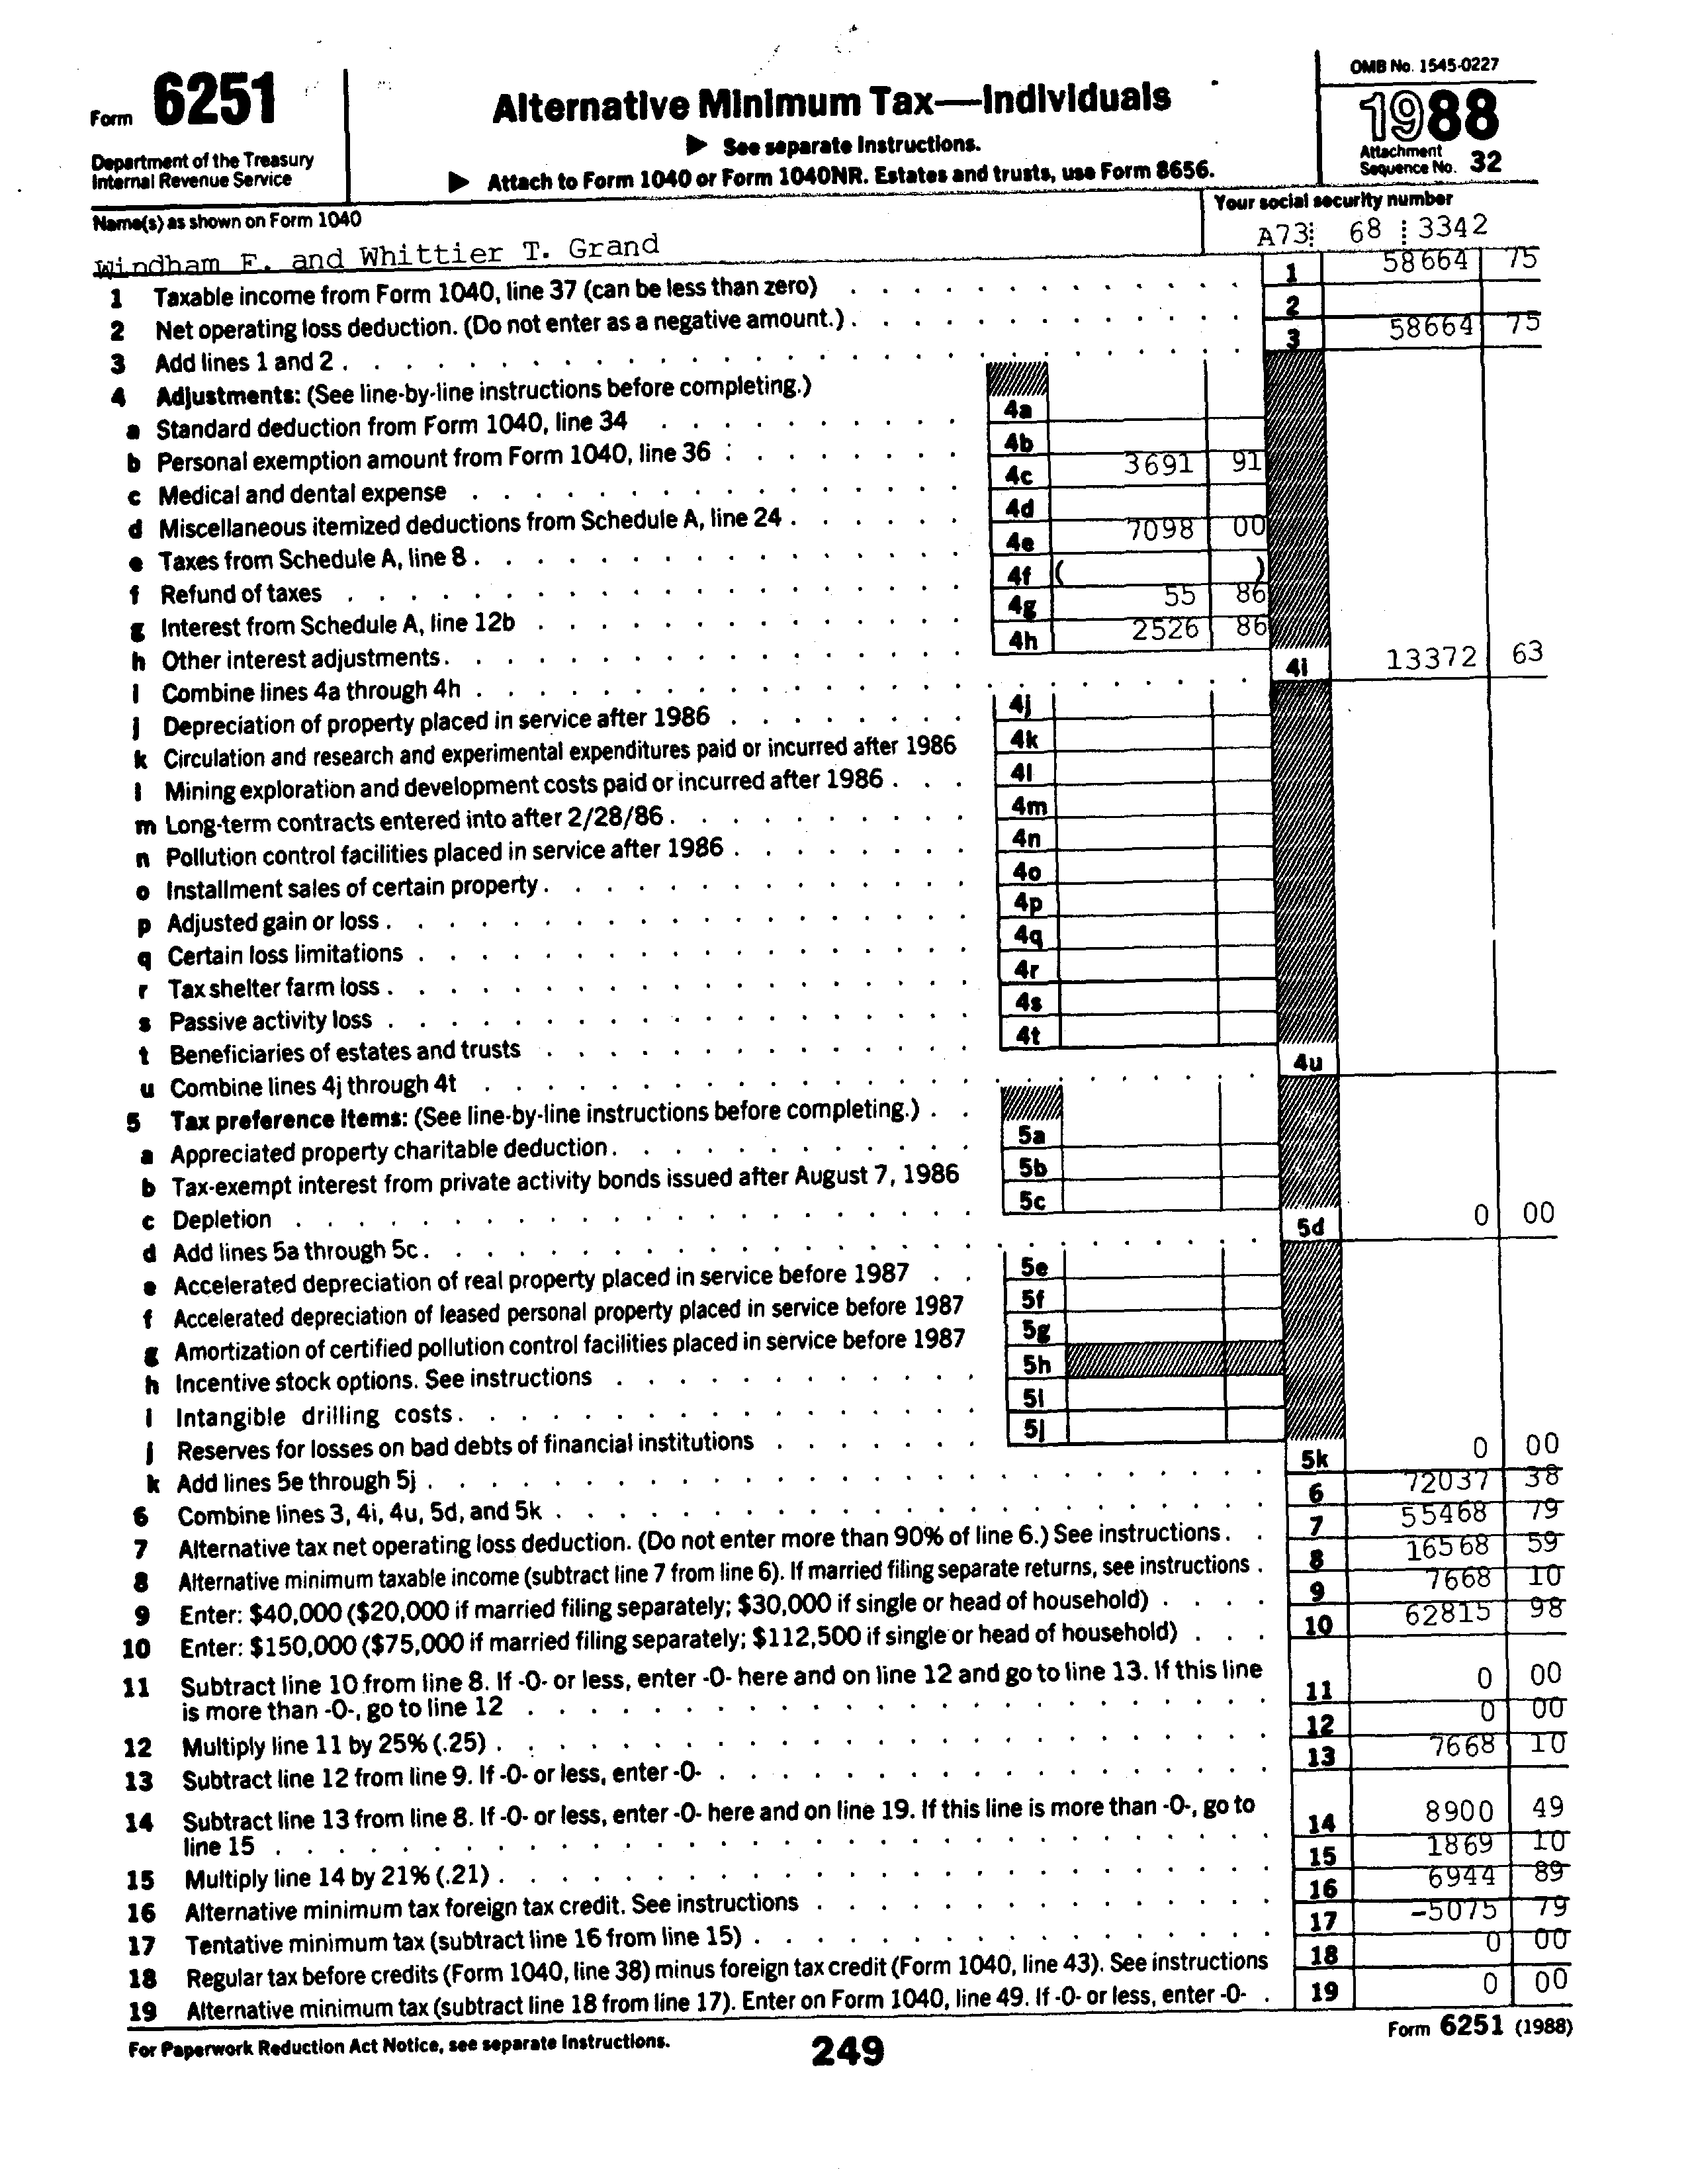 Form 6251
Department of the Treasury
Internal Revenue Service
Alternative Minimum Tax—Individuals
▶ See separate Instructions.
▶ Attach to Form 1040 or Form 1040NR. Estates and trusts, use Form 8656.
OMB No. 1545-0227
1988
Attachment
Sequence No. 32
Name(s) as shown on Form 1040
Windham F. and Whittier T. Grand
Your social security number
A73 68 3342
1 Taxable income from Form 1040, line 37 (can be less than zero) 1 58664 75
2 Net operating loss deduction. (Do not enter as a negative amount.) 2
3 Add lines 1 and 2 3 58664 75
4 Adjustments: (See line-by-line instructions before completing.)
a Standard deduction from Form 1040, line 34 4a
b Personal exemption amount from Form 1040, line 36 4b
c Medical and dental expense 4c 3691 91
d Miscellaneous itemized deductions from Schedule A, line 24 4d
e Taxes from Schedule A, line 8 4e 7098 00
f Refund of taxes 4f ( )
g Interest from Schedule A, line 12b 4g 55 86
h Other interest adjustments 4h 2526 86
i Combine lines 4a through 4h 4i 13372 63
j Depreciation of property placed in service after 1986 4j
k Circulation and research and experimental expenditures paid or incurred after 1986 4k
l Mining exploration and development costs paid or incurred after 1986 4l
m Long-term contracts entered into after 2/28/86 4m
n Pollution control facilities placed in service after 1986 4n
o Installment sales of certain property 4o
p Adjusted gain or loss 4p
q Certain loss limitations 4q
r Tax shelter farm loss 4r
s Passive activity loss 4s
t Beneficiaries of estates and trusts 4t
u Combine lines 4j through 4t 4u
5 Tax preference items: (See line-by-line instructions before completing.)
a Appreciated property charitable deduction 5a
b Tax-exempt interest from private activity bonds issued after August 7, 1986 5b
c Depletion 5c
d Add lines 5a through 5c 5d 0 00
e Accelerated depreciation of real property placed in service before 1987 5e
f Accelerated depreciation of leased personal property placed in service before 1987 5f
g Amortization of certified pollution control facilities placed in service before 1987 5g
h Incentive stock options. See instructions 5h
i Intangible drilling costs 5i
j Reserves for losses on bad debts of financial institutions 5j
k Add lines 5e through 5j 5k 0 00
6 Combine lines 3, 4i, 4u, 5d, and 5k 6 72037 38
7 Alternative tax net operating loss deduction. (Do not enter more than 90% of line 6.) See instructions 7 55468 79
8 Alternative minimum taxable income (subtract line 7 from line 6). If married filing separate returns, see instructions 8 16568 59
9 Enter: $40,000 ($20,000 if married filing separately; $30,000 if single or head of household) 9 7668 10
10 Enter: $150,000 ($75,000 if married filing separately; $112,500 if single or head of household) 10 62815 98
11 Subtract line 10 from line 8. If -0- or less, enter -0- here and on line 12 and go to line 13. If this line
is more than -0-, go to line 12 11 0 00
12 Multiply line 11 by 25% (.25) 12 0 00
13 Subtract line 12 from line 9. If -0- or less, enter -0- 13 7668 10
14 Subtract line 13 from line 8. If -0- or less, enter -0- here and on line 19. If this line is more than -0-, go to
line 15 14 8900 49
15 Multiply line 14 by 21% (.21) 15 1869 10
16 Alternative minimum tax foreign tax credit. See instructions 16 6944 89
17 Tentative minimum tax (subtract line 16 from line 15) 17 -5075 79
18 Regular tax before credits (Form 1040, line 38) minus foreign tax credit (Form 1040, line 43). See instructions 18 0 00
19 Alternative minimum tax (subtract line 18 from line 17). Enter on Form 1040, line 49. If -0- or less, enter -0- 19 0 00
For Paperwork Reduction Act Notice, see separate Instructions.
249
Form 6251 (1988)